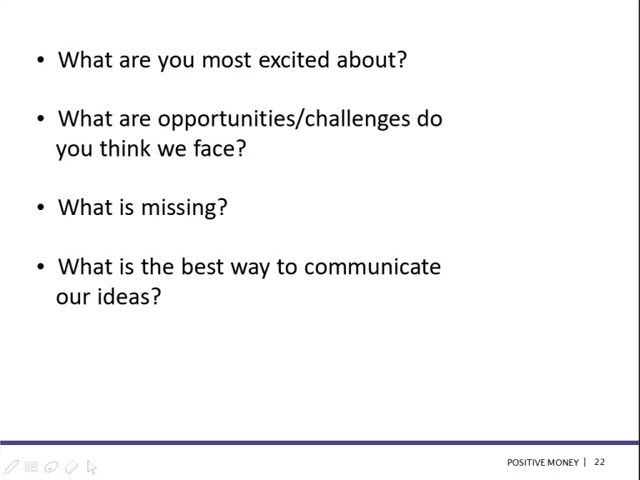 • What are you most excited about?
• What are opportunities/challenges do
you think we face?
• What is missing?
• What is the best way to communicate
our ideas?
POSITIVE MONEY | 22